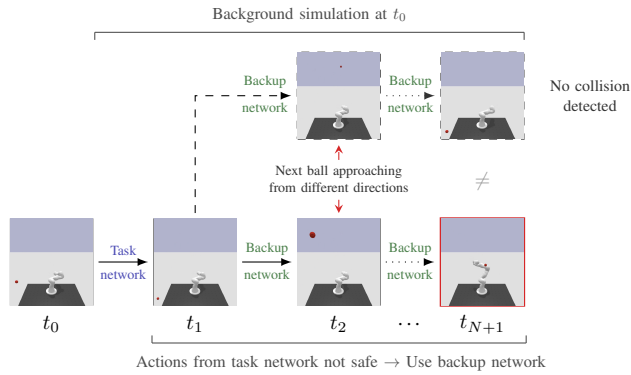 Background simulation at t0
Backup
network
Backup
network
No collision
detected
Next ball approaching
from different directions
≠
Task
network
Backup
network
Backup
network
t0
t1
t2
...
tN+1
Actions from task network not safe → Use backup network